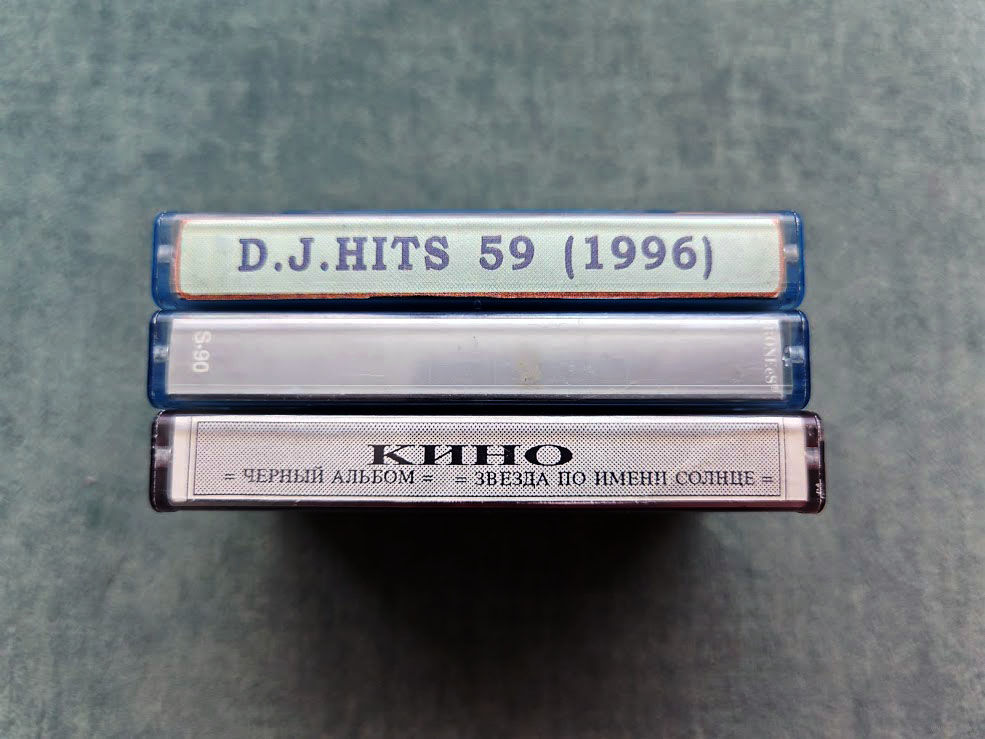 D.J.HITS 59 (1996)
S-90
КИНО
= ЧЕРНЫЙ АЛЬБОМ = = ЗВЕЗДА ПО ИМЕНИ СОЛНЦЕ =